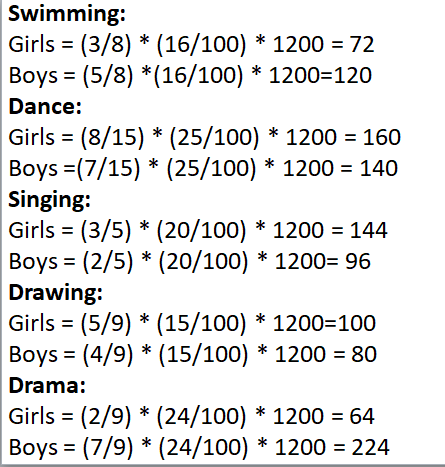 Swimming:
Girls = (3/8) * (16/100) * 1200 = 72
Boys = (5/8) *(16/100) * 1200=120
Dance:
Girls = (8/15) * (25/100) * 1200 = 160
Boys =(7/15) * (25/100) * 1200 = 140
Singing:
Girls = (3/5) * (20/100) * 1200 = 144
Boys = (2/5) * (20/100) * 1200= 96
Drawing:
Girls = (5/9) * (15/100) * 1200=100
Boys = (4/9) * (15/100) * 1200 = 80
Drama:
Girls = (2/9) * (24/100) * 1200 = 64
Boys = (7/9) * (24/100) * 1200 = 224